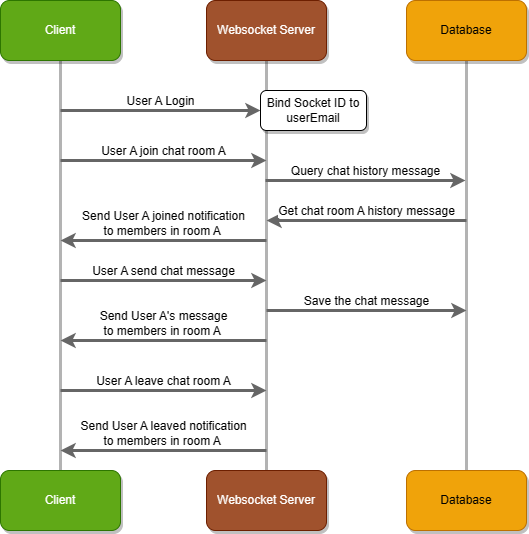 Client
Websocket Server
Database
User A Login
Bind Socket ID to
userEmail
User A join chat room A
Query chat history message
Get chat room A history message
Send User A joined notification
to members in room A
User A send chat message
Save the chat message
Send User A's message
to members in room A
User A leave chat room A
Send User A leaved notification
to members in room A
Client
Websocket Server
Database